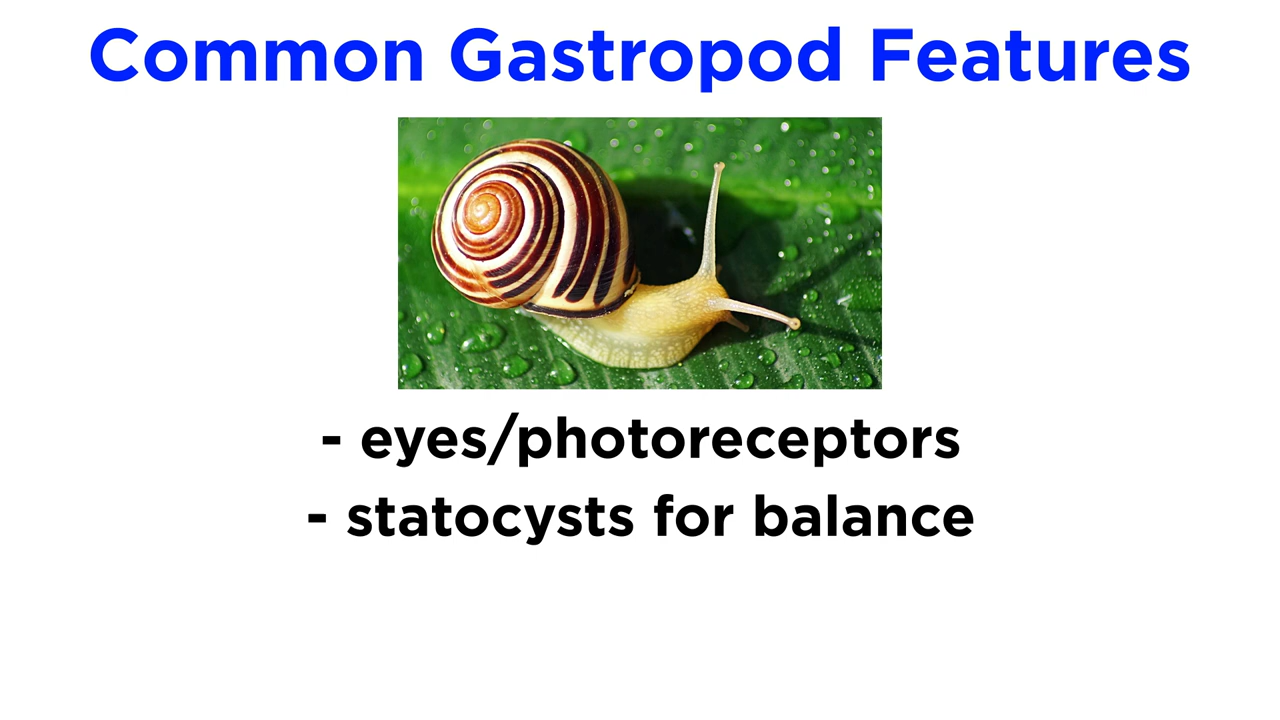 Common Gastropod Features
- eyes/photoreceptors
- statocysts for balance